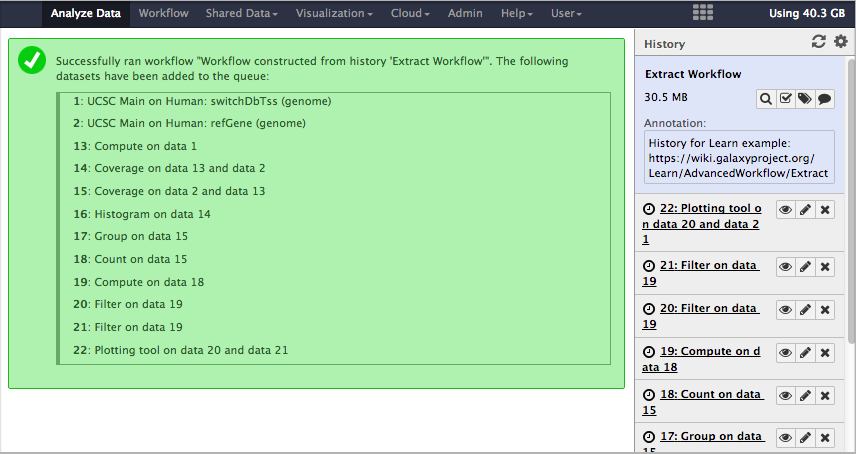 Analyze Data Workflow Shared Data Visualization Cloud Admin Help User Using 40.3 GB
Successfully ran workflow "Workflow constructed from history 'Extract Workflow'". The following
datasets have been added to the queue:
1: UCSC Main on Human: switchDbTss (genome)
2: UCSC Main on Human: refGene (genome)
13: Compute on data 1
14: Coverage on data 13 and data 2
15: Coverage on data 2 and data 13
16: Histogram on data 14
17: Group on data 15
18: Count on data 15
19: Compute on data 18
20: Filter on data 19
21: Filter on data 19
22: Plotting tool on data 20 and data 21
History
Extract Workflow
30.5 MB
Annotation:
History for Learn example:
https://wiki.galaxyproject.org/
Learn/AdvancedWorkflow/Extract
22: Plotting tool o
n data 20 and data 2
1
21: Filter on data
19
20: Filter on data
19
19: Compute on d
ata 18
18: Count on data
15
17: Group on data
15